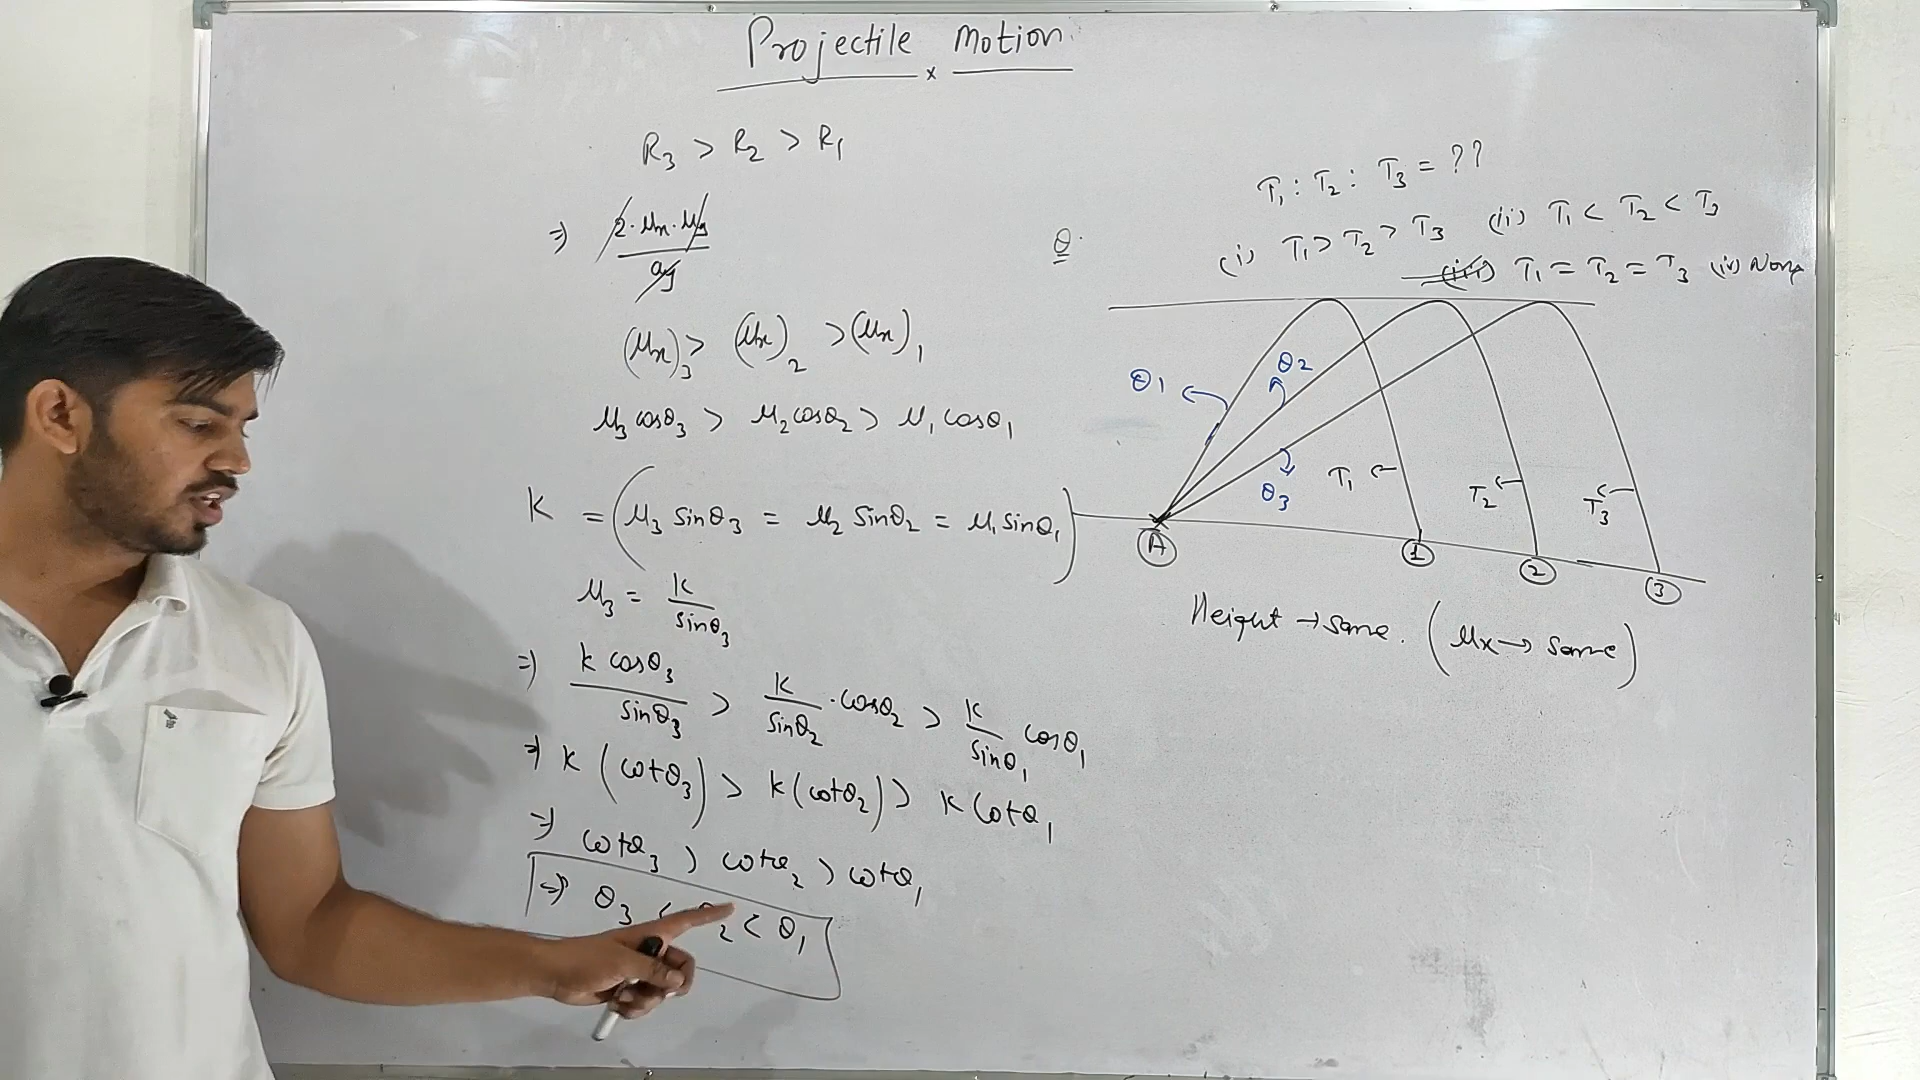 Projectile Motion
R₃ > R₂ > R₁
⇒ 2·ux·uy / ay
(ux)₃ > (ux)₂ > (ux)₁
u₃ cosθ₃ > u₂ cosθ₂ > u₁ cosθ₁
K = (u₃ sinθ₃ = u₂ sinθ₂ = u₁ sinθ₁)
u₃ = K / sinθ₃
⇒ K cosθ₃ / sinθ₃ > K / sinθ₂ · cosθ₂ > K / sinθ₁ cosθ₁
⇒ K (cotθ₃) > K (cotθ₂) > K cotθ₁
⇒ cotθ₃ > cotθ₂ > cotθ₁
⇒ θ₃ < θ₂ < θ₁
T₁ : T₂ : T₃ = ??
Q.
(i) T₁ > T₂ > T₃ (ii) T₁ < T₂ < T₃
(iii) T₁ = T₂ = T₃ (iv) None
θ₁
θ₂
θ₃
T₁
T₂
T₃
A
1
2
3
Height → same. (ux → same)